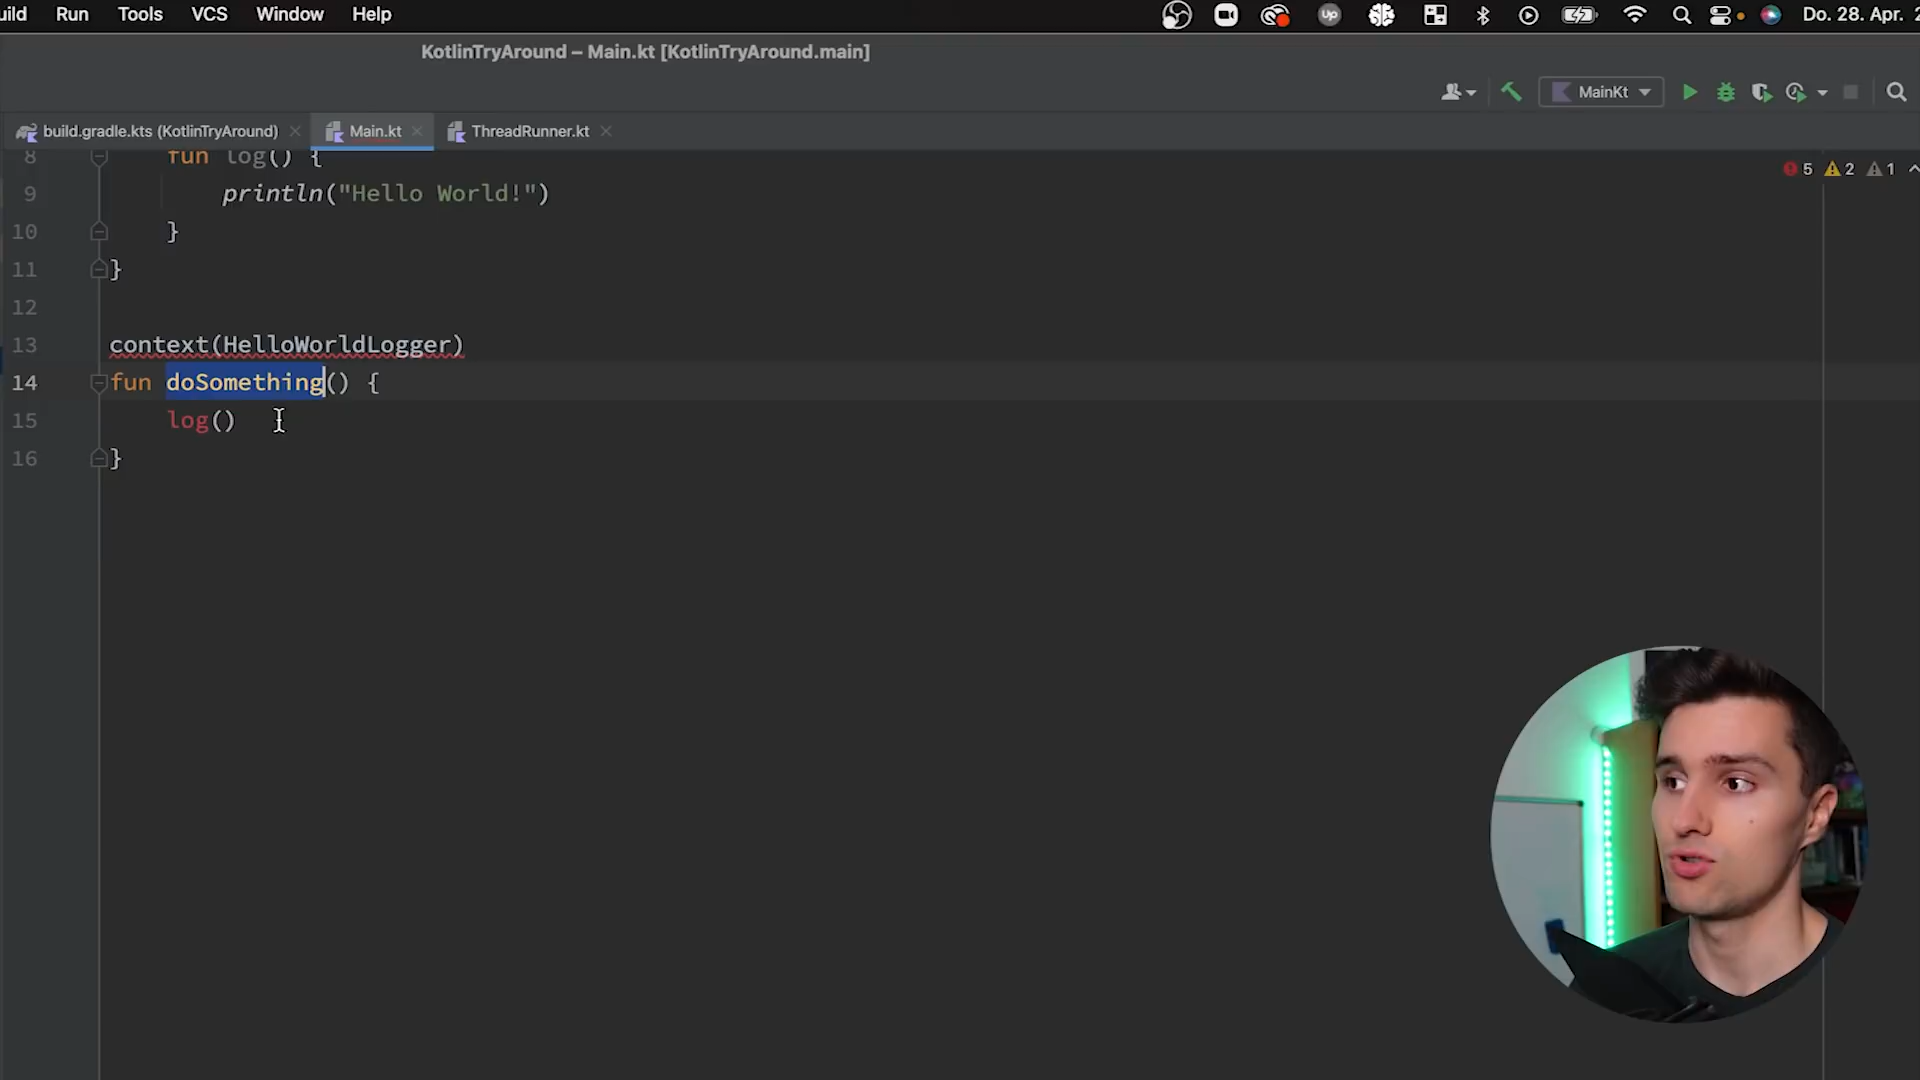 uild Run Tools VCS Window Help Up Do. 28. Apr. 2
KotlinTryAround – Main.kt [KotlinTryAround.main]
MainKt
build.gradle.kts (KotlinTryAround) Main.kt ThreadRunner.kt
8 fun log() {
5 2 1
9 println("Hello World!")
10 }
11 }
12
13 context(HelloWorldLogger)
14 fun doSomething() {
15 log()
16 }